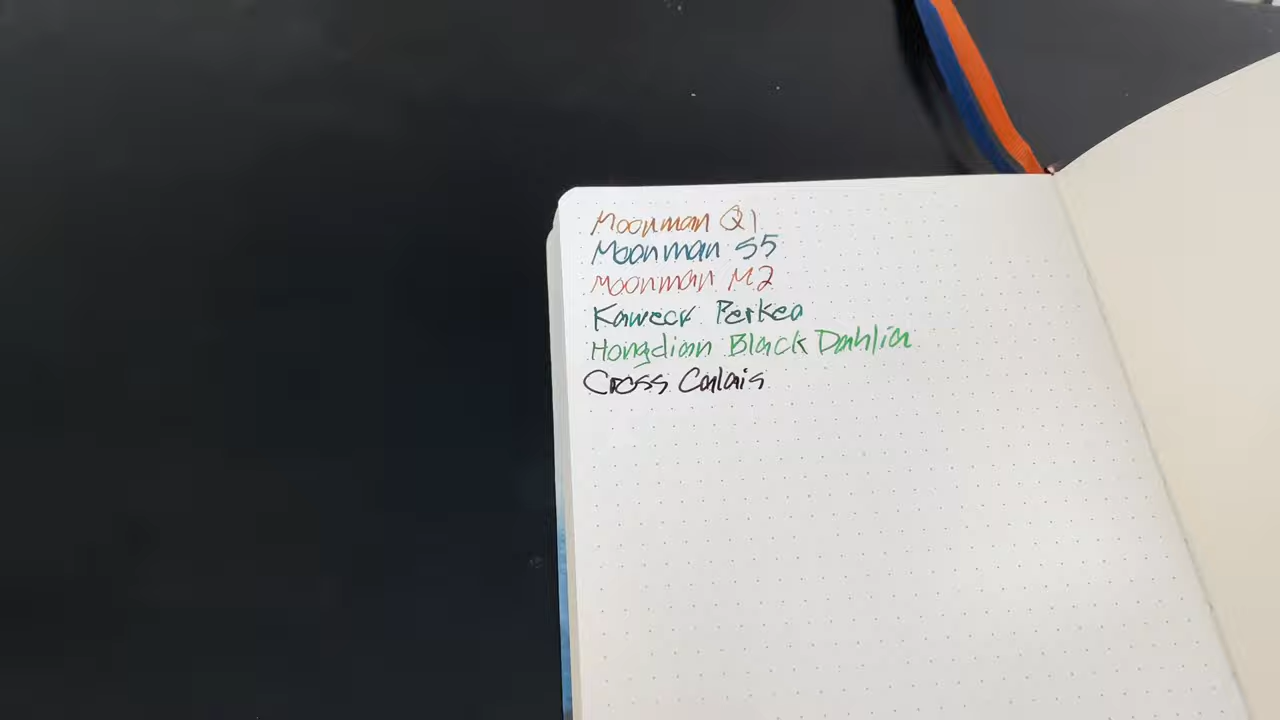 Moonman Q1
Moonman S5
Moonman M2
Kaweco Perkeo
Hongdian Black Dahlia
Cross Calais